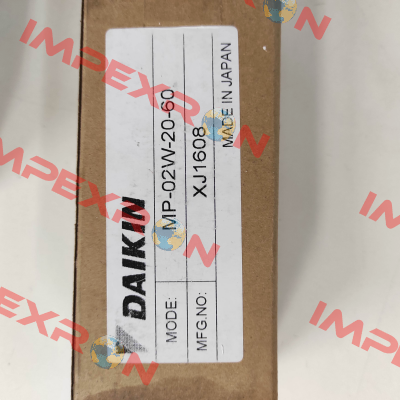 DAIKIN
MODE: MP-02W-20-60
MFG.NO: XJ1608
MADE IN JAPAN
IMPEXRON
IMPEXRON
IMPEXRON
IMPEXRON